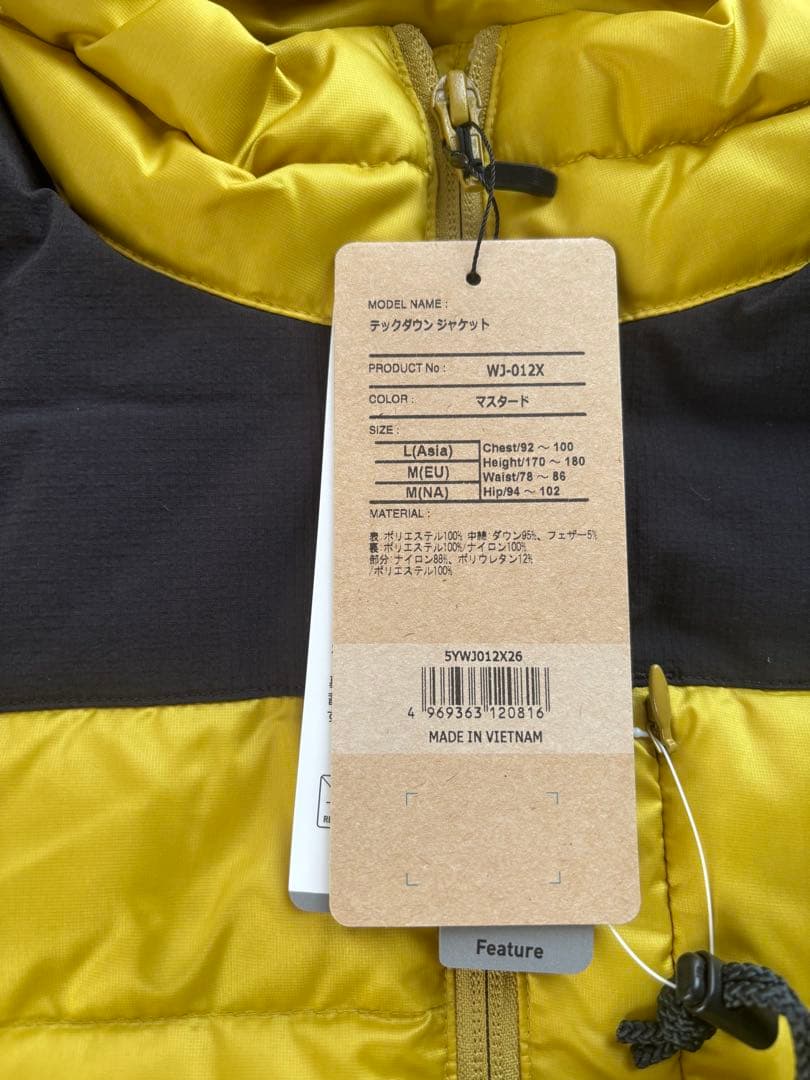 MODEL NAME :
テックダウン ジャケット
PRODUCT No : WJ-012X
COLOR : マスタード
SIZE :
L(Asia)
M(EU)
M(NA)
Chest/92 ～ 100
Height/170 ～ 180
Waist/78 ～ 86
Hip/94 ～ 102
MATERIAL :
表:ポリエステル100% 中綿:ダウン95%、フェザー5%
裏:ポリエステル100%/ナイロン100%
部分:ナイロン88%、ポリウレタン12%
/ポリエステル100%
5YWJ012X26
4 969363 120816
MADE IN VIETNAM
Feature